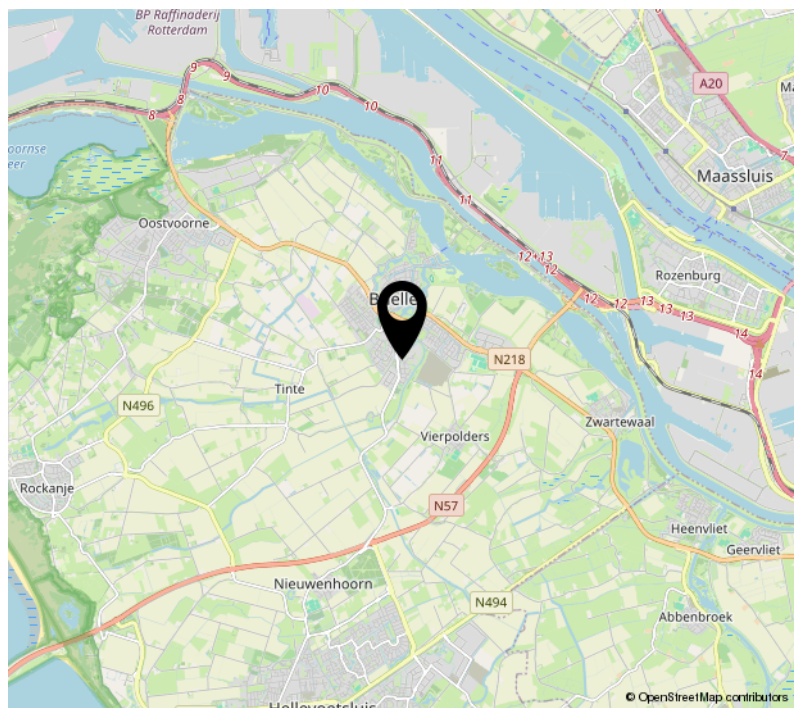 BP Raffinaderij
Rotterdam
A20
9
9
10
10
8
8
7
11
11
Maassluis
Oostvoorne
12+13
12
12
12
13
13
13
14
14
Rozenburg
N218
Tinte
N496
Zwartewaal
Vierpolders
Rockanje
N57
Heenvliet
Geervliet
Nieuwenhoorn
N494
Abbenbroek
© OpenStreetMap contributors